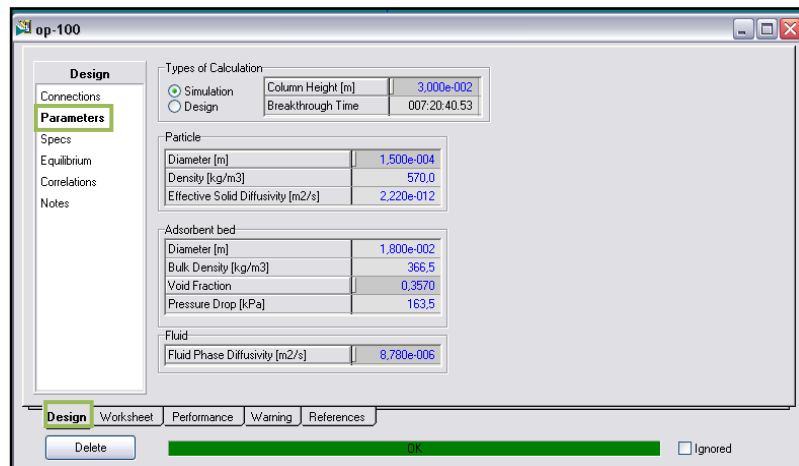 op-100
Design
Connections
Parameters
Specs
Equilibrium
Correlations
Notes
Types of Calculation
Simulation
Design
Column Height [m] 3,000e-002
Breakthrough Time 007:20:40.53
Particle
Diameter [m] 1,500e-004
Density [kg/m3] 570,0
Effective Solid Diffusivity [m2/s] 2,220e-012
Adsorbent bed
Diameter [m] 1,800e-002
Bulk Density [kg/m3] 366,5
Void Fraction 0,3570
Pressure Drop [kPa] 163,5
Fluid
Fluid Phase Diffusivity [m2/s] 8,780e-006
Design Worksheet Performance Warning References
Delete OK Ignored